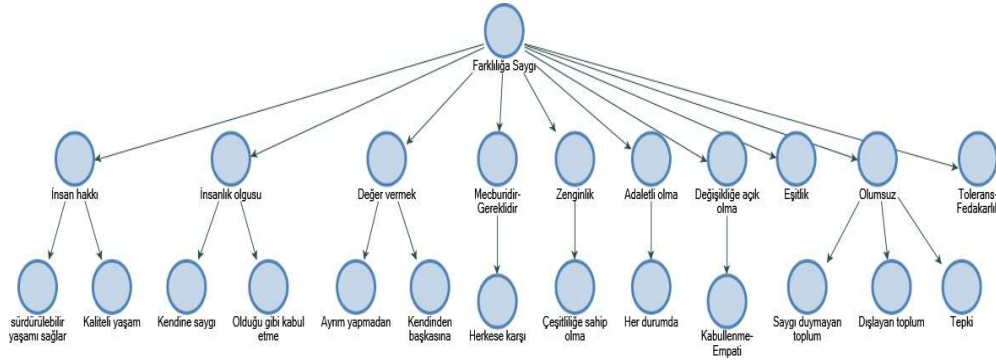 Farklılığa Saygı
İnsan hakkı
İnsanlık olgusu
Değer vermek
Mecburidir-
Gereklidir
Zenginlik
Adaletli olma
Değişikliğe açık
olma
Eşitlik
Olumsuz
Tolerans-
Fedakarlık
sürdürülebilir
yaşamı sağlar
Kaliteli yaşam
Kendine saygı
Olduğu gibi kabul
etme
Ayrım yapmadan
Kendinden
başkasına
Herkese karşı
Çeşitliliğe sahip
olma
Her durumda
Kabullenme-
Empati
Saygı duymayan
toplum
Dışlayan toplum
Tepki